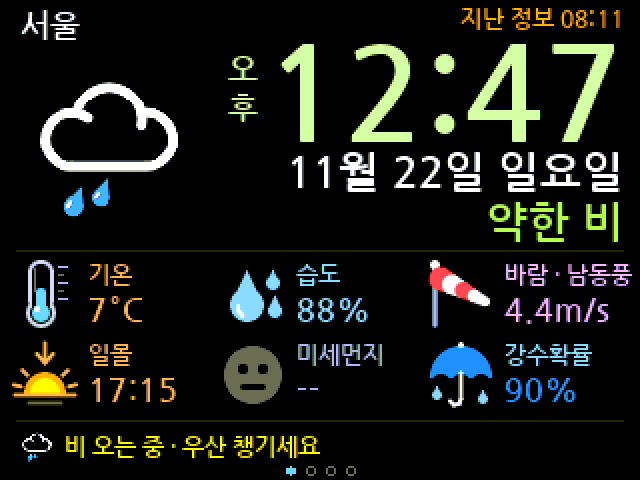 서울
지난 정보 08:11
오후 12:47
11월 22일 일요일
약한 비
기온
7°C
습도
88%
바람 · 남동풍
4.4m/s
일몰
17:15
미세먼지
--
강수확률
90%
비 오는 중 · 우산 챙기세요